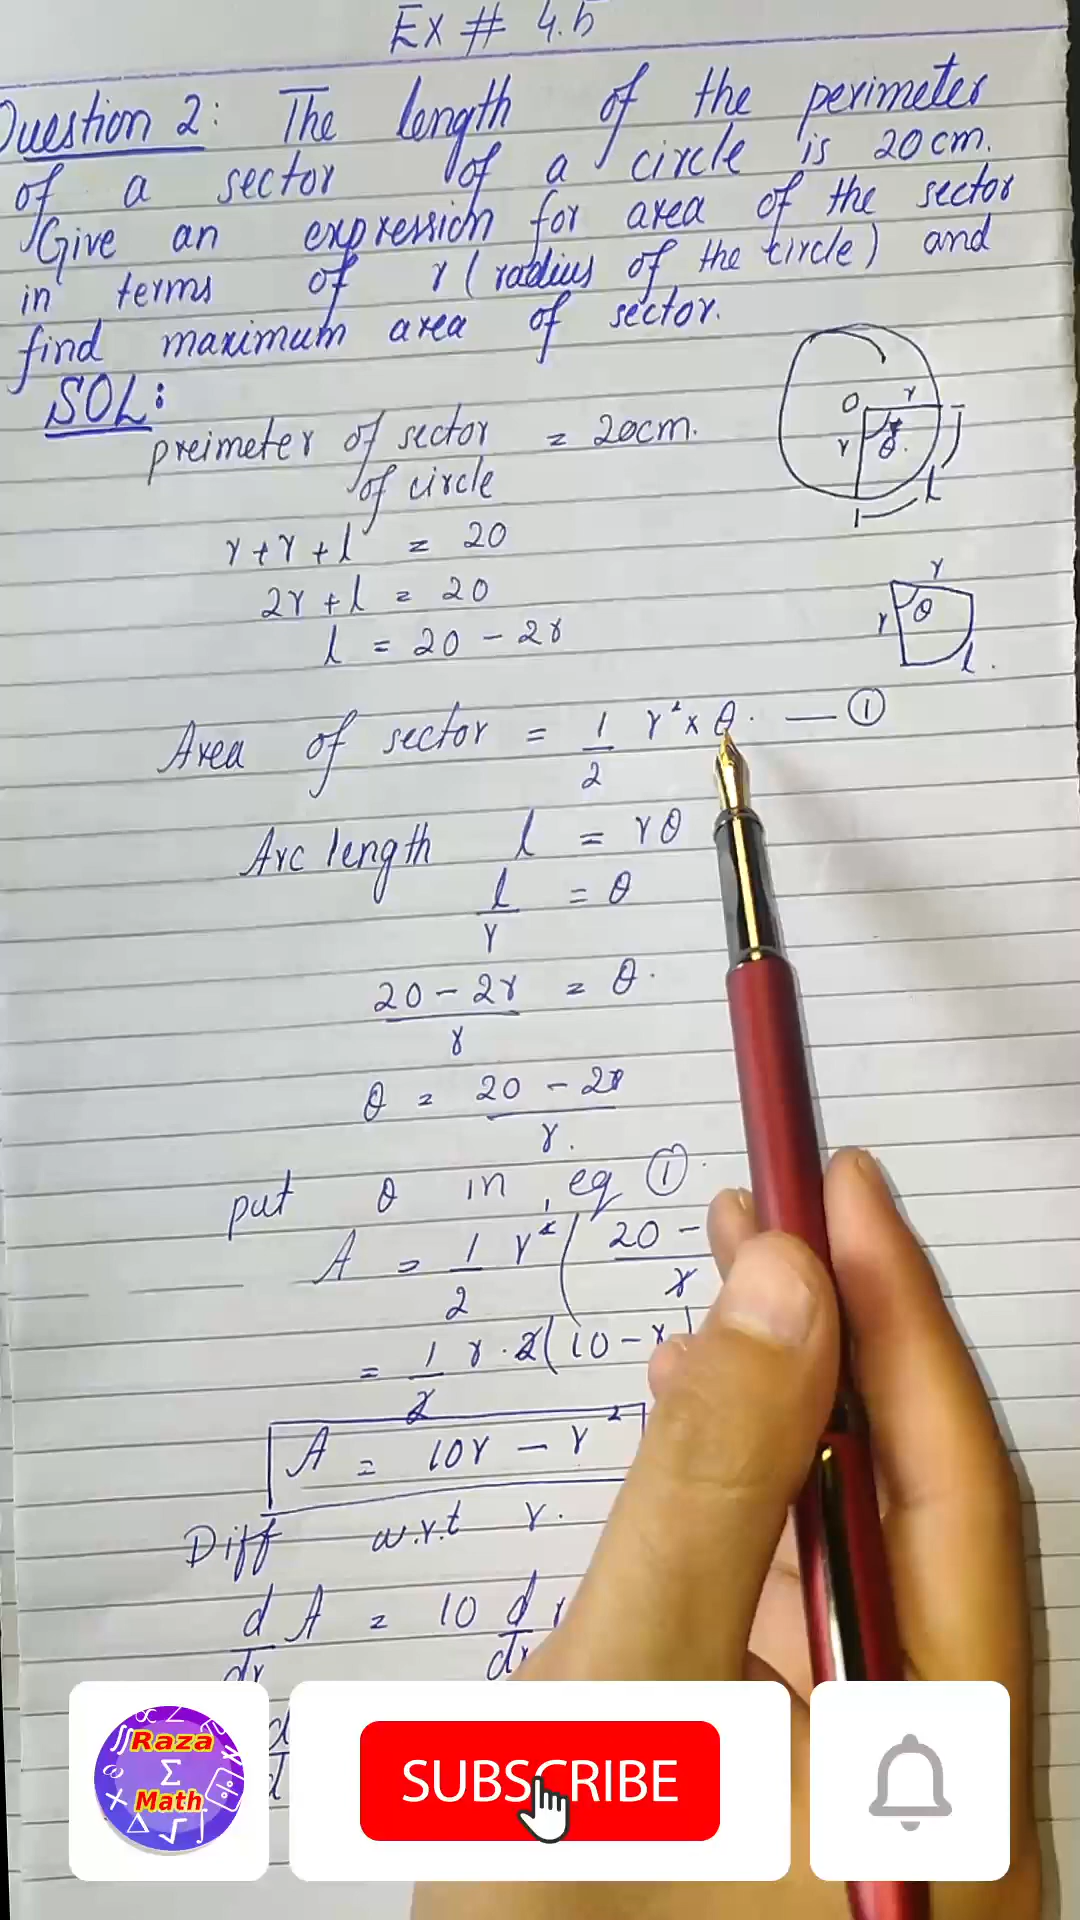 Ex # 4.5
Question 2: The length of the perimeter
of a sector of a circle is 20cm.
Give an expression for area of the sector
in terms of r (radius of the circle) and
find maximum area of sector.
SOL:
preimeter of sector = 20cm.
of circle
r + r + l = 20
2r + l = 20
l = 20 - 2r
O r
r θ
l
r
r θ
l
Area of sector = 1/2 r² × θ. — ①
Arc length l = rθ
l/r = θ
20 - 2r / r = θ.
θ = 20 - 2r / r.
put θ in eq ①.
A = 1/2 r² ( 20 - / r
= 1/2 r . 2(10 - r)
A = 10r - r²
Diff w.r.t r.
d/dr A = 10 d/dr r
d
d
Raza
Σ
Math
SUBSCRIBE